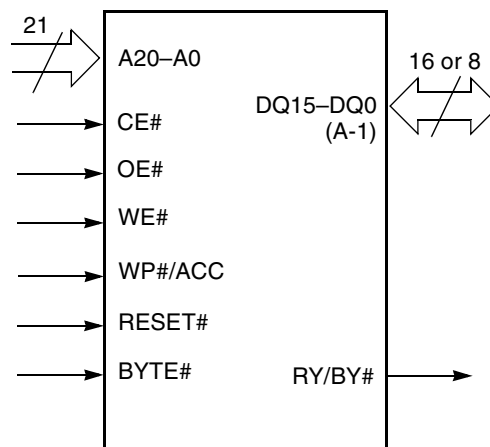 21
A20–A0
16 or 8
DQ15–DQ0
(A-1)
CE#
OE#
WE#
WP#/ACC
RESET#
BYTE#
RY/BY#